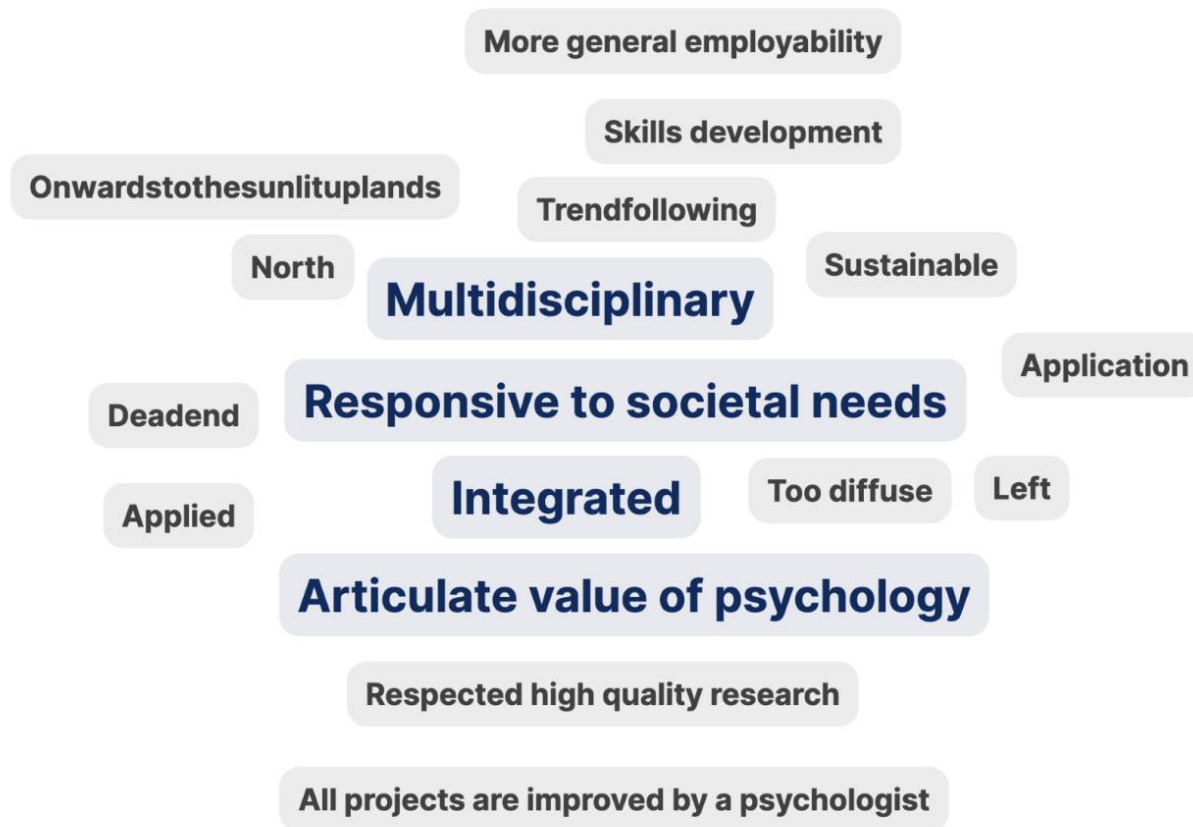 More general employability
Skills development
Onwardstothesunlituplands
Trendfollowing
North
Sustainable
Multidisciplinary
Application
Responsive to societal needs
Deadend
Integrated
Too diffuse
Left
Applied
Articulate value of psychology
Respected high quality research
All projects are improved by a psychologist